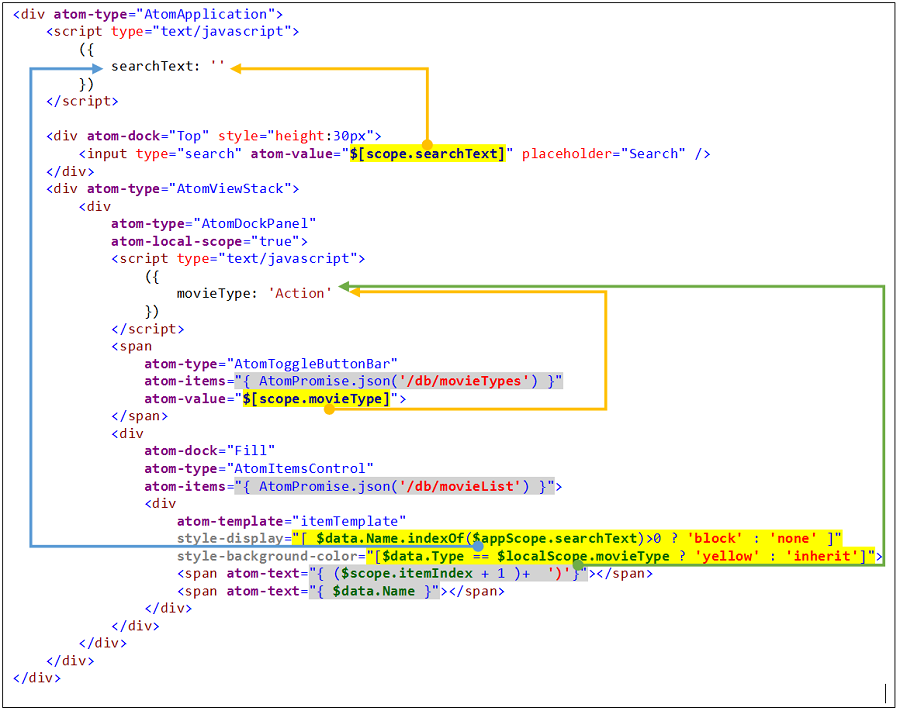 <div atom-type="AtomApplication">
    <script type="text/javascript">
        ({
            searchText: ''
        })
    </script>

    <div atom-dock="Top" style="height:30px">
        <input type="search" atom-value="$[scope.searchText]" placeholder="Search" />
    </div>
    <div atom-type="AtomViewStack">
        <div
            atom-type="AtomDockPanel"
            atom-local-scope="true">
            <script type="text/javascript">
                ({
                    movieType: 'Action'
                })
            </script>
            <span
                atom-type="AtomToggleButtonBar"
                atom-items="{ AtomPromise.json('/db/movieTypes') }"
                atom-value="$[scope.movieType]">
            </span>
            <div
                atom-dock="Fill"
                atom-type="AtomItemsControl"
                atom-items="{ AtomPromise.json('/db/movieList') }">
                <div
                    atom-template="itemTemplate"
                    style-display="[ $data.Name.indexOf($appScope.searchText)>0 ? 'block' : 'none' ]"
                    style-background-color="[$data.Type == $localScope.movieType ? 'yellow' : 'inherit']">
                    <span atom-text="{ ($scope.itemIndex + 1 )+  ')'}"></span>
                    <span atom-text="{ $data.Name }"></span>
                </div>
            </div>
        </div>
    </div>
</div>